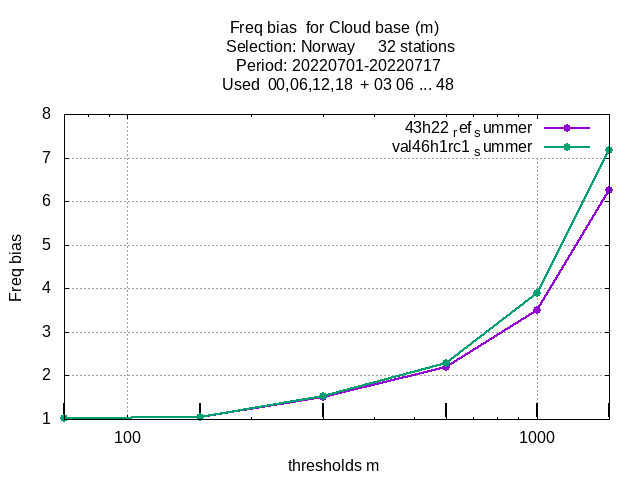 Freq bias for Cloud base (m)
Selection: Norway 32 stations
Period: 20220701-20220717
Used 00,06,12,18 + 03 06 ... 48
43h22 ref summer
val46h1rc1 summer
8
7
6
5
4
3
2
1
Freq bias
100
1000
thresholds m